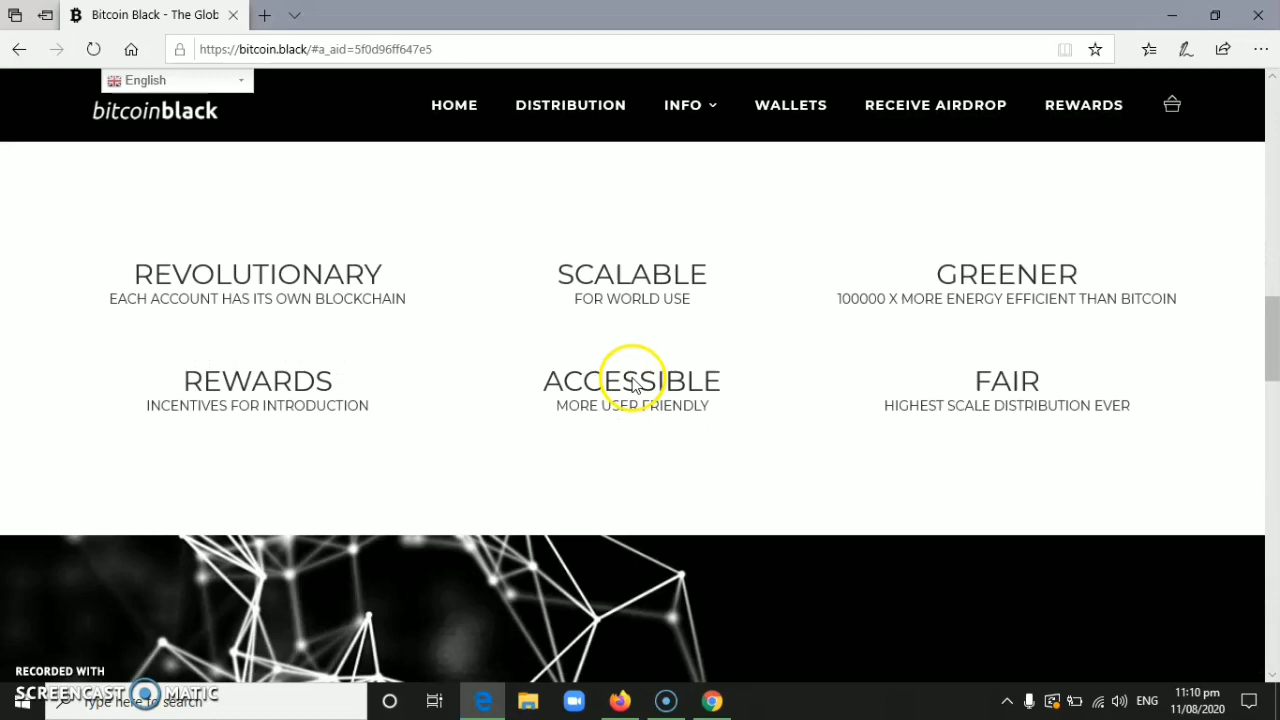 Bitcoin Black - The Glob
https://bitcoin.black/#a_aid=5f0d96ff647e5
English
bitcoinblack
HOME DISTRIBUTION INFO WALLETS RECEIVE AIRDROP REWARDS
REVOLUTIONARY SCALABLE GREENER
EACH ACCOUNT HAS ITS OWN BLOCKCHAIN FOR WORLD USE 100000 X MORE ENERGY EFFICIENT THAN BITCOIN
REWARDS ACCESSIBLE FAIR
INCENTIVES FOR INTRODUCTION MORE USER FRIENDLY HIGHEST SCALE DISTRIBUTION EVER
RECORDED WITH
SCREENCAST MATIC
Type here to search
ENG
11:10 pm
11/08/2020